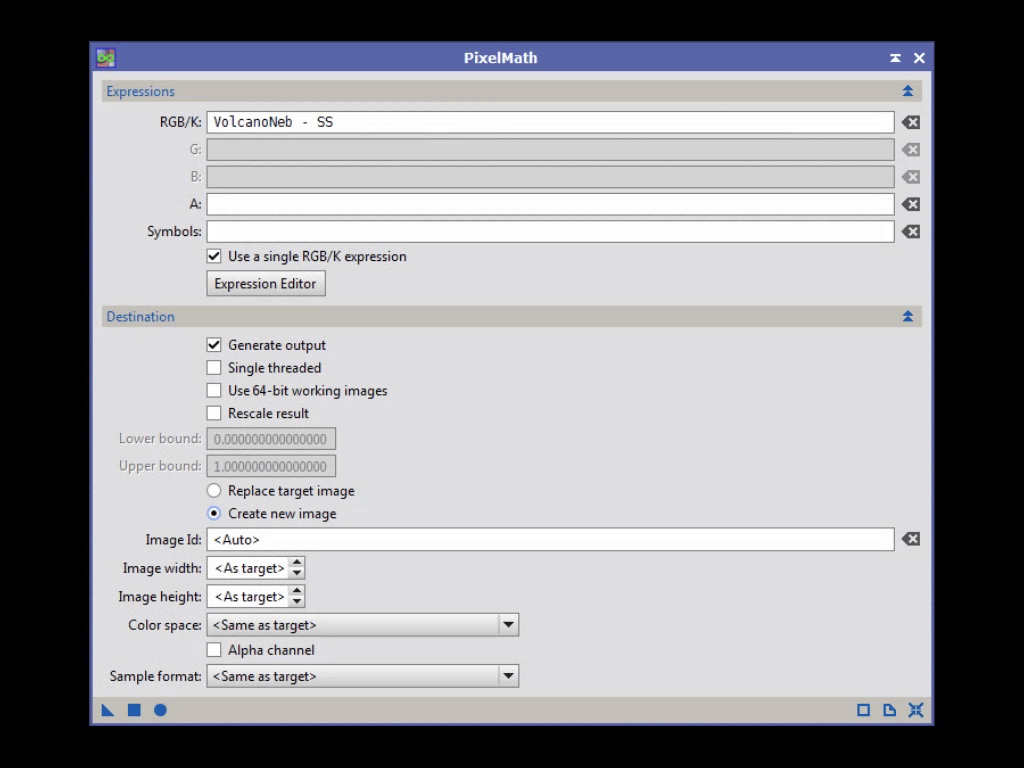 PixelMath
Expressions
RGB/K: VolcanoNeb - SS
G:
B:
A:
Symbols:
Use a single RGB/K expression
Expression Editor
Destination
Generate output
Single threaded
Use 64-bit working images
Rescale result
Lower bound: 0.000000000000000
Upper bound: 1.000000000000000
Replace target image
Create new image
Image Id: <Auto>
Image width: <As target>
Image height: <As target>
Color space: <Same as target>
Alpha channel
Sample format: <Same as target>